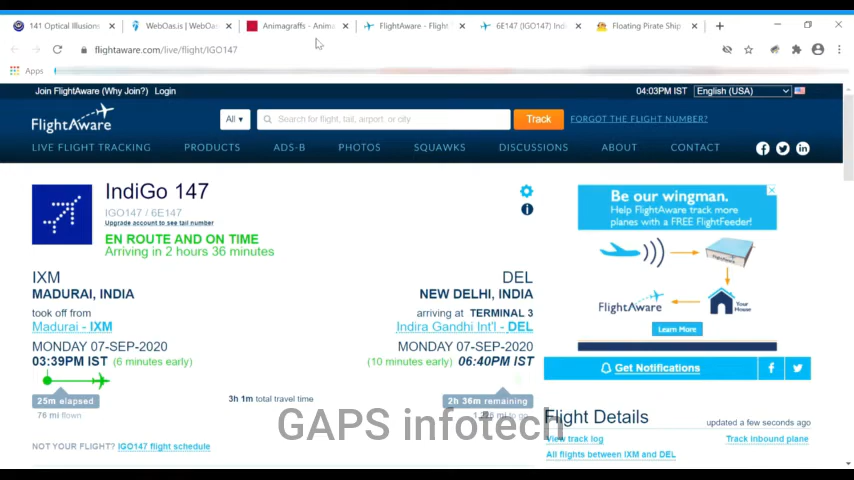 141 Optical Illusions
WebOas.is | WebOas
Animagraffs - Anima
FlightAware - Flight
6E147 (IGO147) Indi
Floating Pirate Ship
flightaware.com/live/flight/IGO147
Apps
Join FlightAware (Why Join?) Login
04:03PM IST
English (USA)
FlightAware
All
Search for flight, tail, airport, or city
Track
FORGOT THE FLIGHT NUMBER?
LIVE FLIGHT TRACKING PRODUCTS ADS-B PHOTOS SQUAWKS DISCUSSIONS ABOUT CONTACT
IndiGo 147
IGO147 / 6E147
Upgrade account to see tail number
EN ROUTE AND ON TIME
Arriving in 2 hours 36 minutes
IXM
MADURAI, INDIA
took off from
Madurai - IXM
MONDAY 07-SEP-2020
03:39PM IST (6 minutes early)
25m elapsed
76 mi flown
3h 1m total travel time
DEL
NEW DELHI, INDIA
arriving at TERMINAL 3
Indira Gandhi Int'l - DEL
MONDAY 07-SEP-2020
(10 minutes early) 06:40PM IST
2h 36m remaining
mi to go
NOT YOUR FLIGHT? IGO147 flight schedule
Be our wingman.
Help FlightAware track more
planes with a FREE FlightFeeder!
FlightAware
Your
House
Learn More
Get Notifications
Flight Details
updated a few seconds ago
View track log
Track inbound plane
All flights between IXM and DEL
GAPS infotech